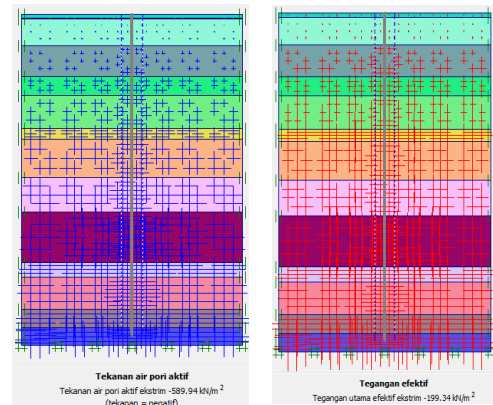 Tekanan air pori aktif
Tekanan air pori aktif ekstrim -589.94 kN/m²
(tekanan = negatif)
Tegangan efektif
Tegangan utama efektif ekstrim -199.34 kN/m²